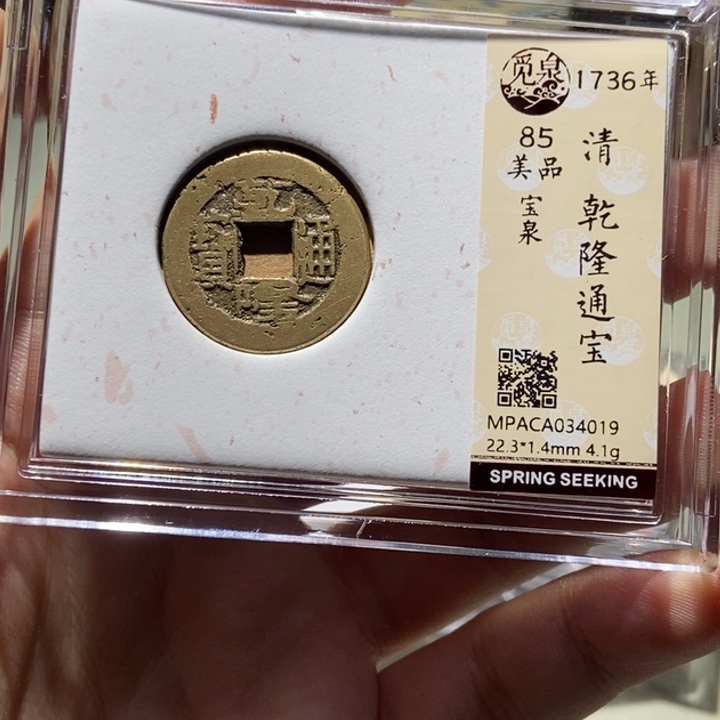 觅泉
1736年
85
美品
宝
泉
清 乾隆通宝
MPACA034019
22.3*1.4mm 4.1g
SPRING SEEKING